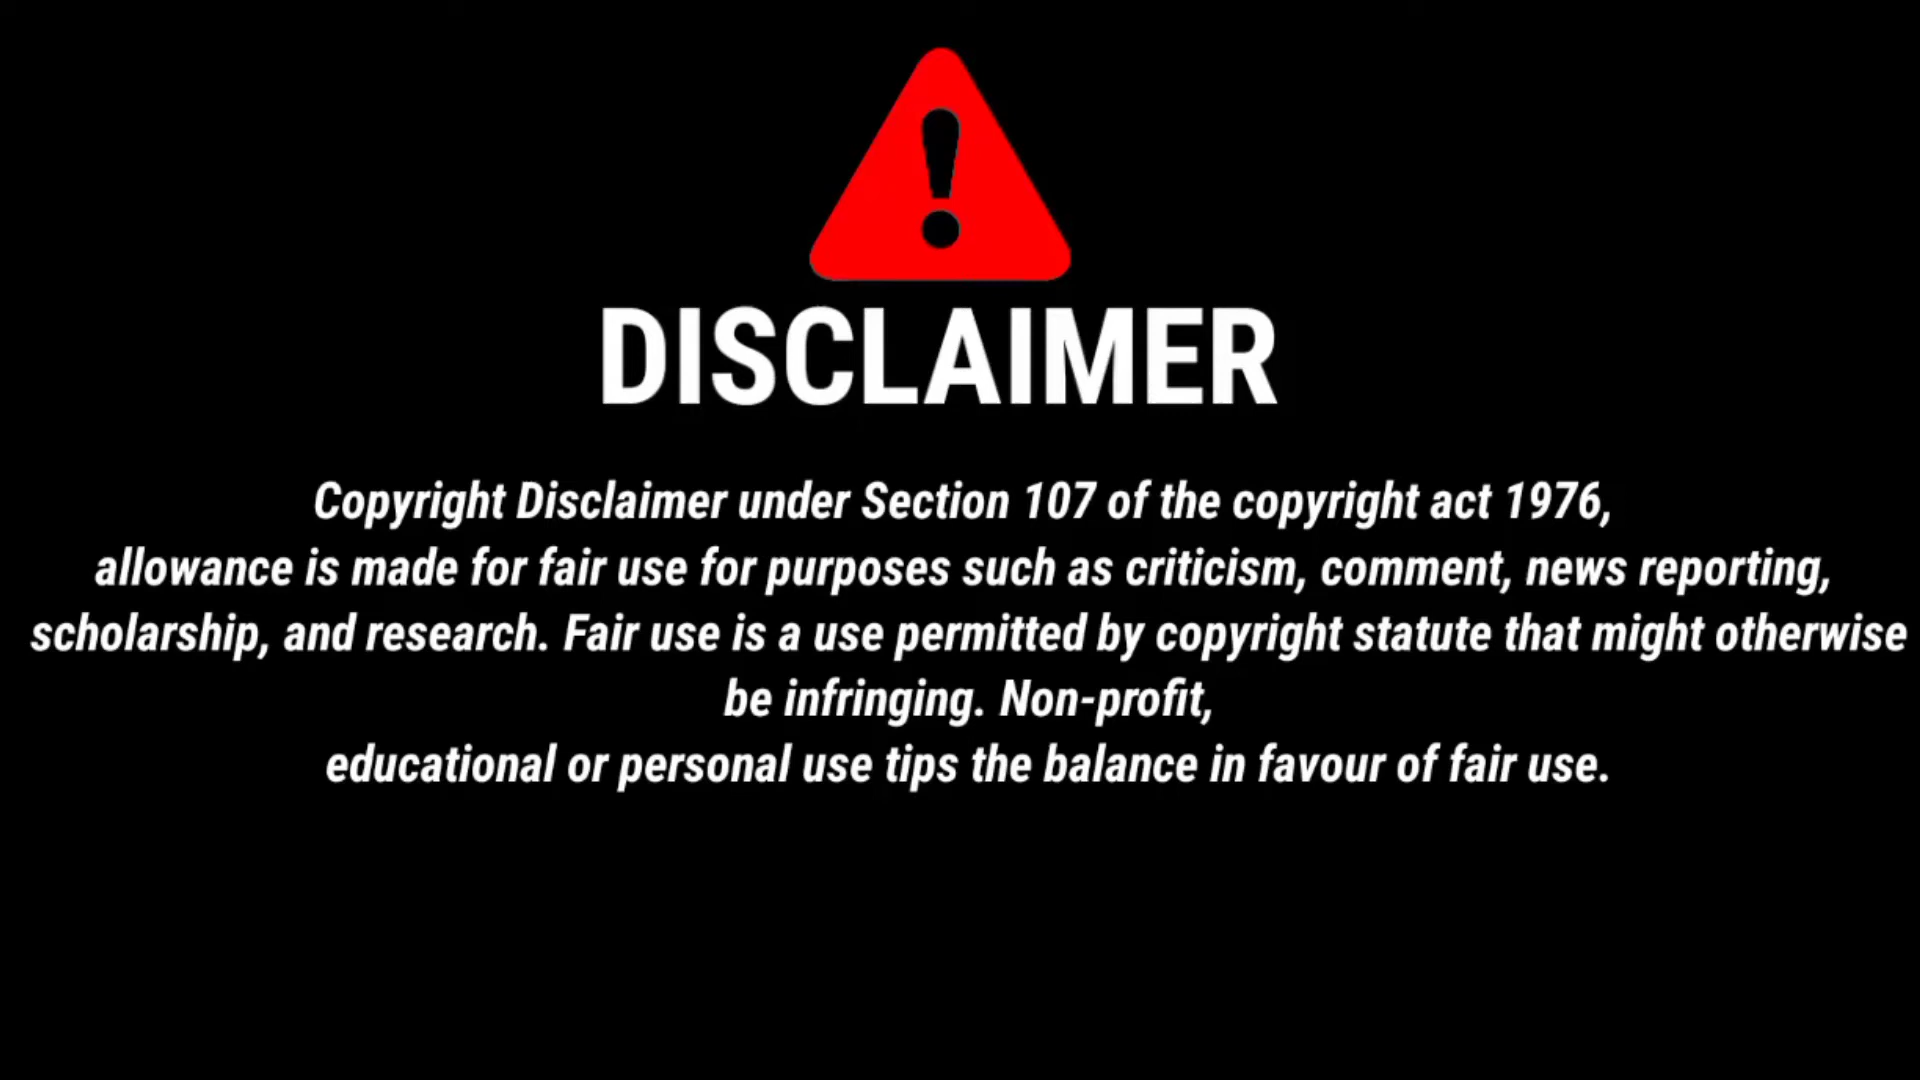 DISCLAIMER
Copyright Disclaimer under Section 107 of the copyright act 1976,
allowance is made for fair use for purposes such as criticism, comment, news reporting,
scholarship, and research. Fair use is a use permitted by copyright statute that might otherwise
be infringing. Non-profit,
educational or personal use tips the balance in favour of fair use.